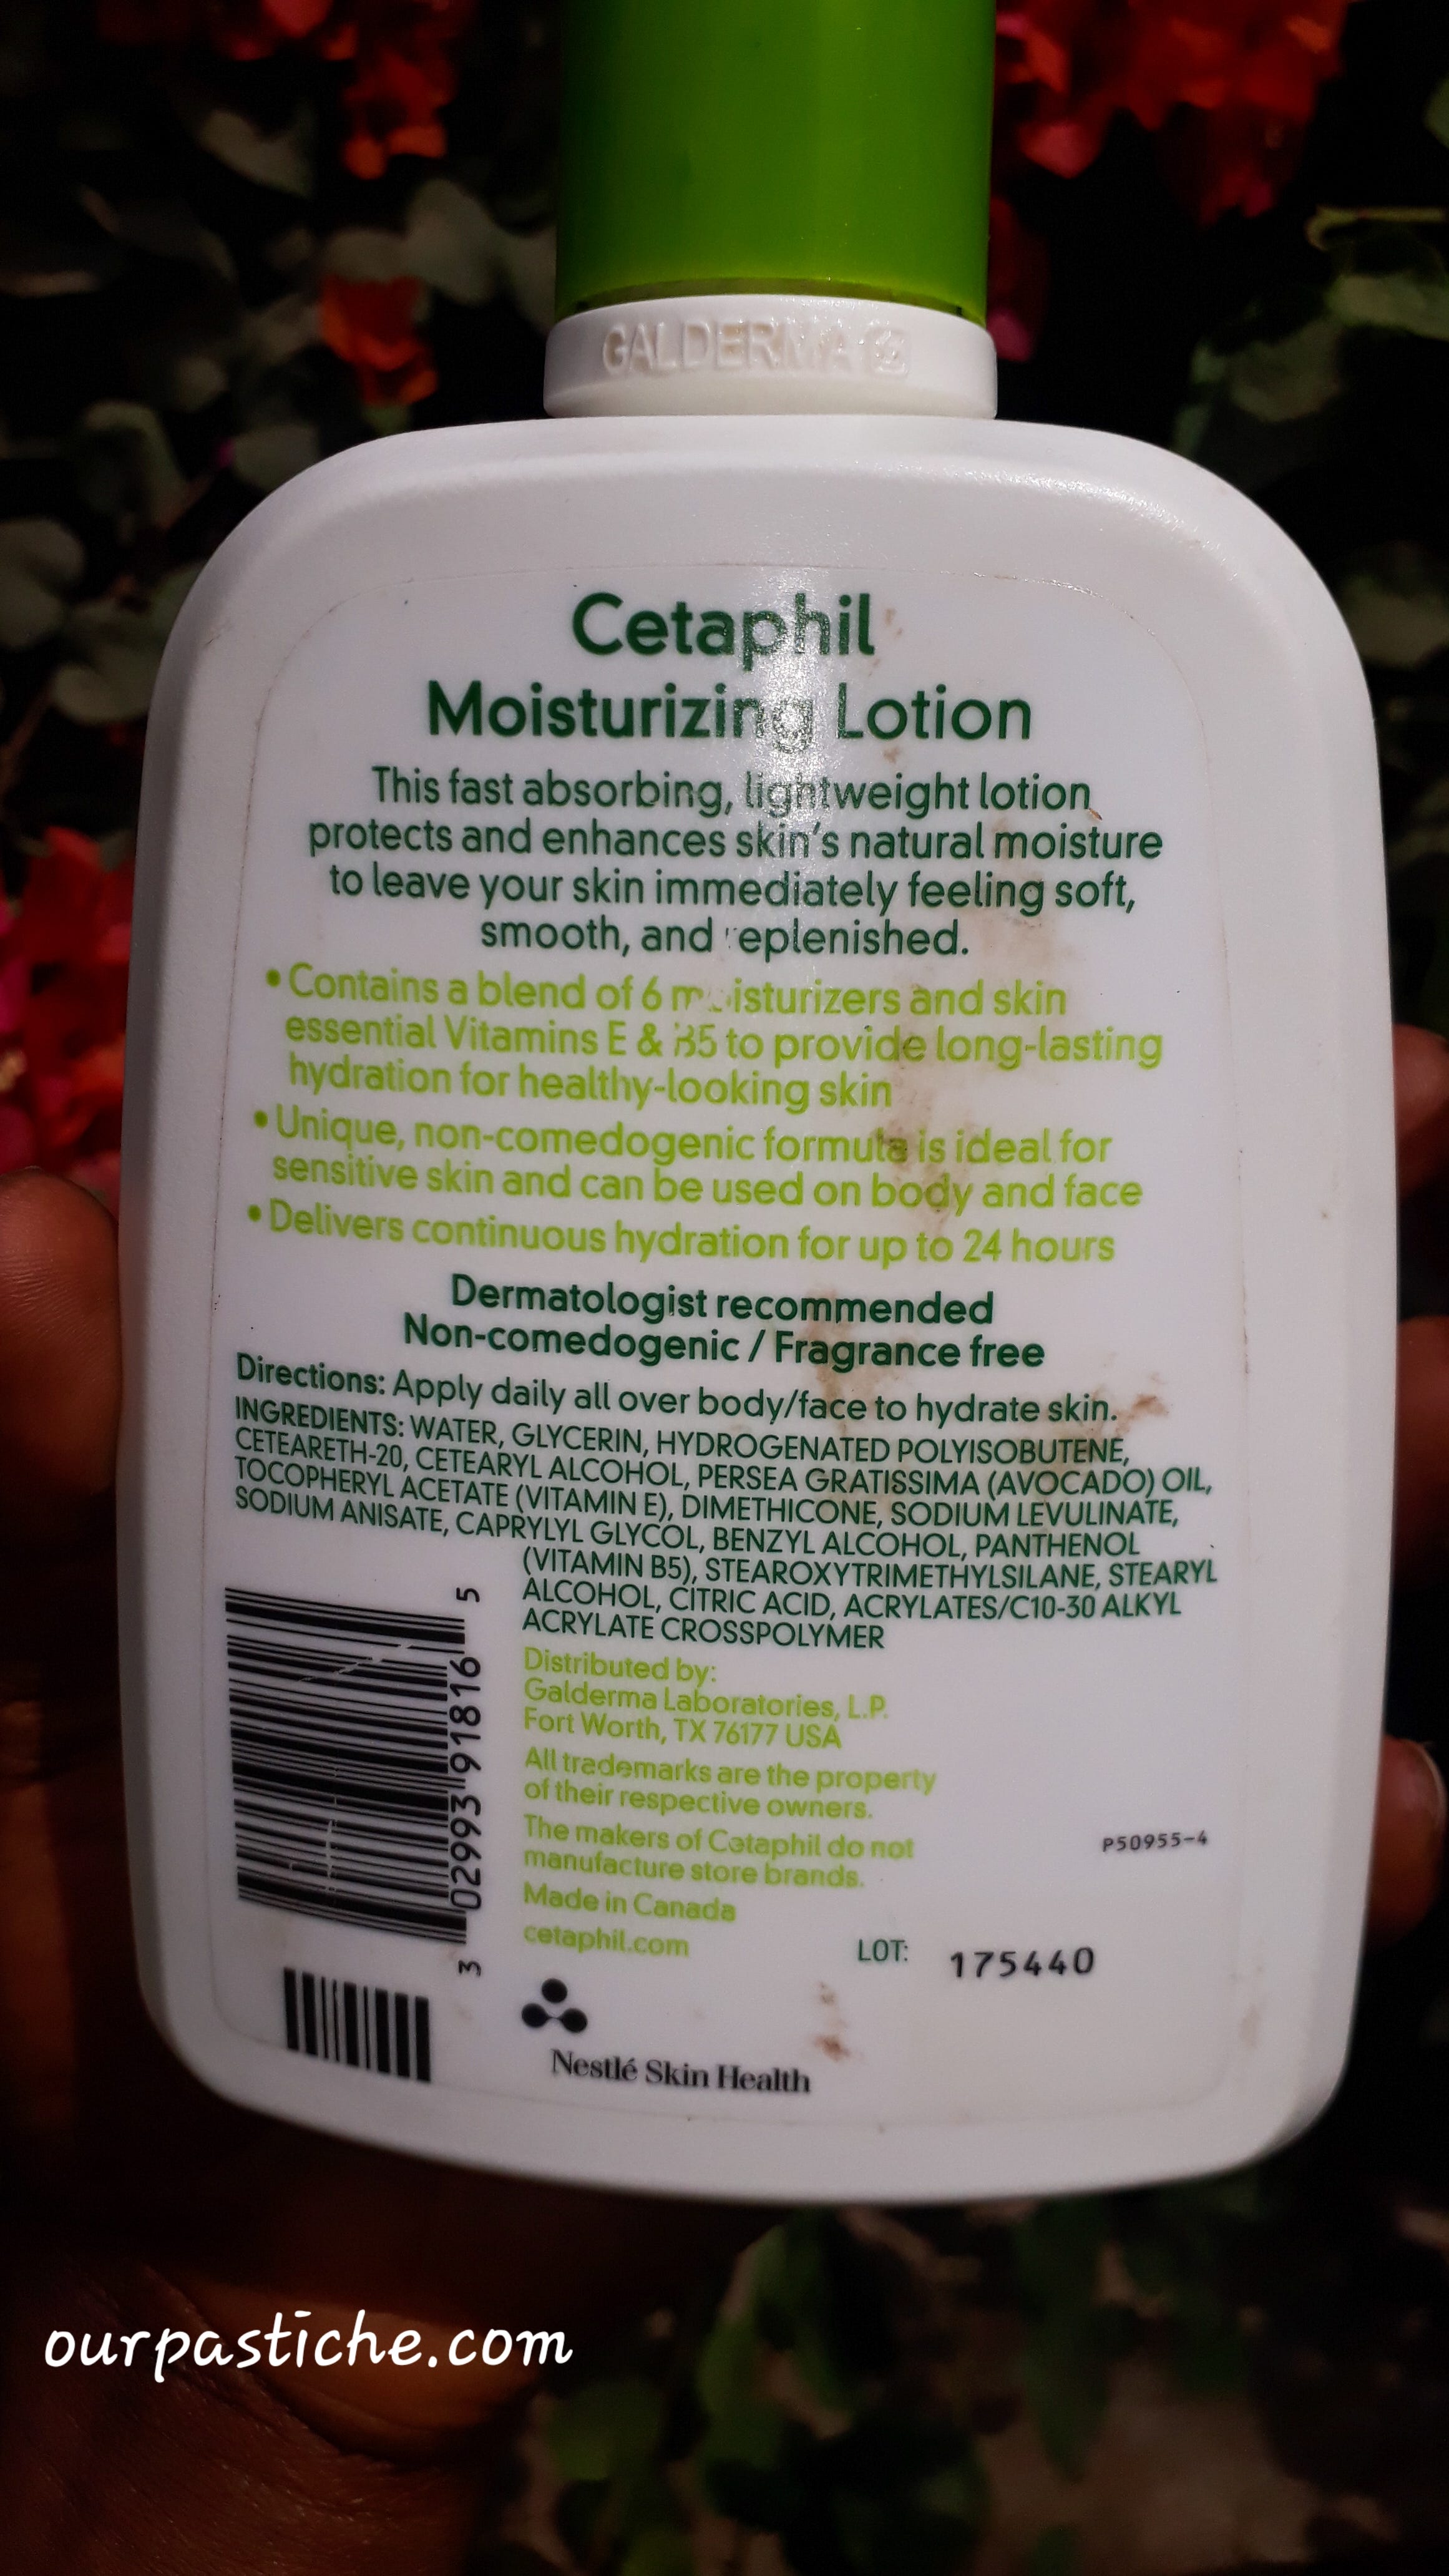 GALDERMA
Cetaphil
Moisturizing Lotion
This fast absorbing, lightweight lotion
protects and enhances skin's natural moisture
to leave your skin immediately feeling soft,
smooth, and replenished.
• Contains a blend of 6 moisturizers and skin
essential Vitamins E & B5 to provide long-lasting
hydration for healthy-looking skin
• Unique, non-comedogenic formula is ideal for
sensitive skin and can be used on body and face
• Delivers continuous hydration for up to 24 hours
Dermatologist recommended
Non-comedogenic / Fragrance free
Directions: Apply daily all over body/face to hydrate skin.
INGREDIENTS: WATER, GLYCERIN, HYDROGENATED POLYISOBUTENE,
CETEARETH-20, CETEARYL ALCOHOL, PERSEA GRATISSIMA (AVOCADO) OIL,
TOCOPHERYL ACETATE (VITAMIN E), DIMETHICONE, SODIUM LEVULINATE,
SODIUM ANISATE, CAPRYLYL GLYCOL, BENZYL ALCOHOL, PANTHENOL
(VITAMIN B5), STEAROXYTRIMETHYLSILANE, STEARYL
ALCOHOL, CITRIC ACID, ACRYLATES/C10-30 ALKYL
ACRYLATE CROSSPOLYMER
3 02993 91816 5
Distributed by:
Galderma Laboratories, L.P.
Fort Worth, TX 76177 USA
All trademarks are the property
of their respective owners.
The makers of Cetaphil do not
manufacture store brands.
Made in Canada
cetaphil.com
P50955-4
LOT: 175440
Nestlé Skin Health
ourpastiche.com